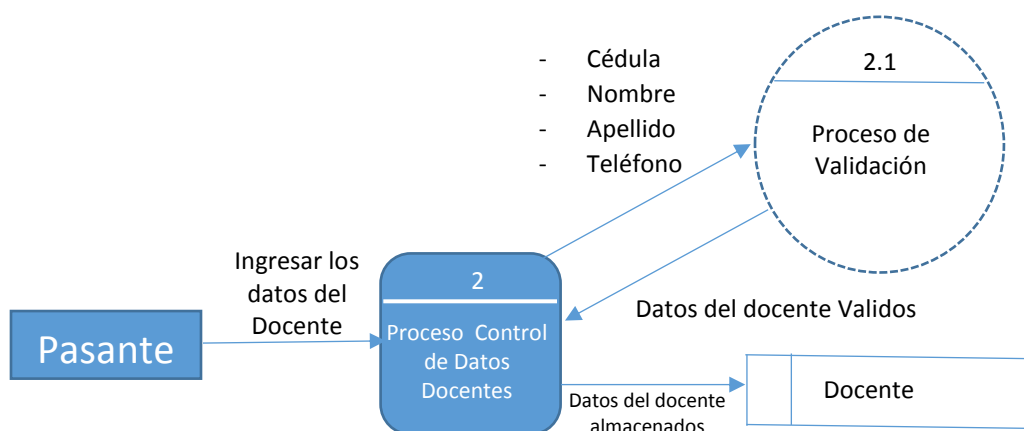 - Cédula
- Nombre
- Apellido
- Teléfono
2.1
Proceso de
Validación
Ingresar los
datos del
Docente
Pasante
2
Proceso Control
de Datos
Docentes
Datos del docente Validos
Datos del docente
almacenados
Docente